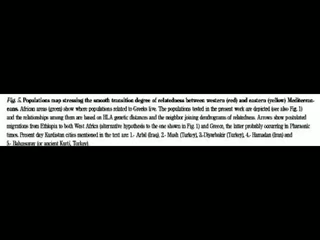 Fig. 5. Populations map stressing the smooth transition degree of relatedness between western (red) and eastern (yellow) Mediterra-
neans. African areas (green) show where populations related to Greeks live. The populations tested in the present work are depicted (see also Fig. 1)
and the relationships among them are based on HLA genetic distances and the neighbor joining dendrograms of relatedness. Arrows show postulated
migrations from Ethiopia to both West Africa (alternative hypothesis to the one shown in Fig. 1) and Greece, the latter probably occurring in Pharaonic
times. Present day Kurdistan cities mentioned in the text are: 1.- Arbil (Iraq). 2.- Mush (Turkey), 3.-Diyarbakir (Turkey), 4.- Hamadan (Iran) and
5.- (or ancient Kurti, Turkey).